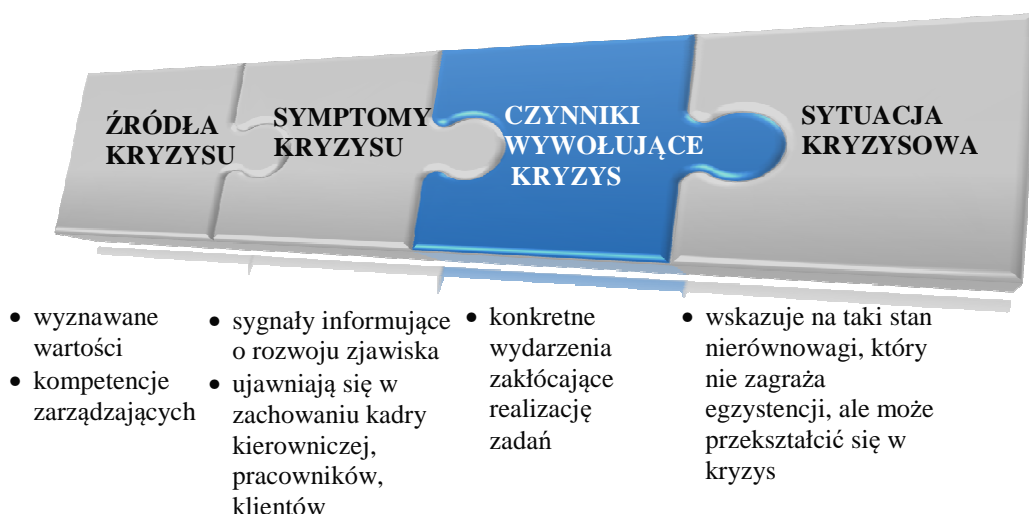 ŹRÓDŁA
KRYZYSU
SYMPTOMY
KRYZYSU
CZYNNIKI
WYWOŁUJĄCE
KRYZYS
SYTUACJA
KRYZYSOWA
• wyznawane
wartości
• kompetencje
zarządzających
• sygnały informujące
o rozwoju zjawiska
• ujawniają się w
zachowaniu kadry
kierowniczej,
pracowników,
klientów
• konkretne
wydarzenia
zakłócające
realizację
zadań
• wskazuje na taki stan
nierównowagi, który
nie zagraża
egzystencji, ale może
przekształcić się w
kryzys